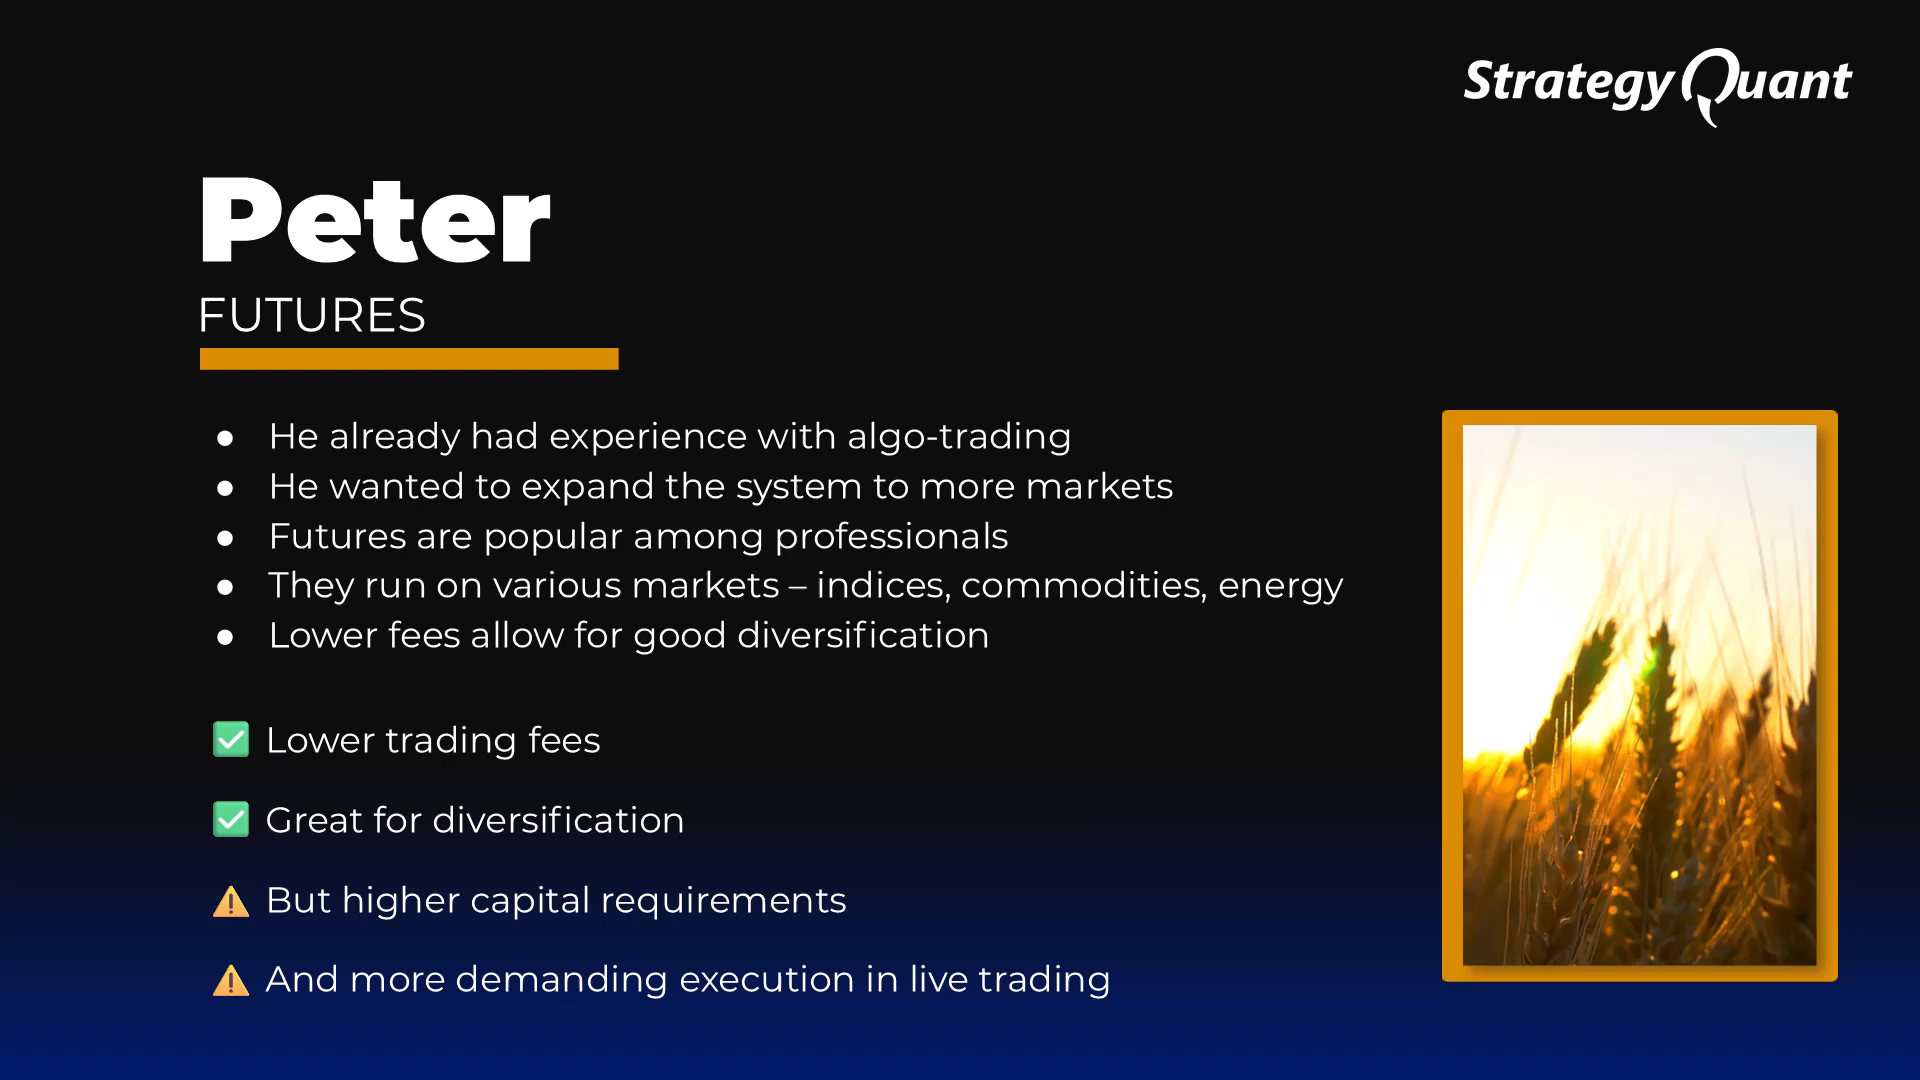 StrategyQuant
Peter
FUTURES
● He already had experience with algo-trading
● He wanted to expand the system to more markets
● Futures are popular among professionals
● They run on various markets – indices, commodities, energy
● Lower fees allow for good diversification
✅ Lower trading fees
✅ Great for diversification
⚠️ But higher capital requirements
⚠️ And more demanding execution in live trading